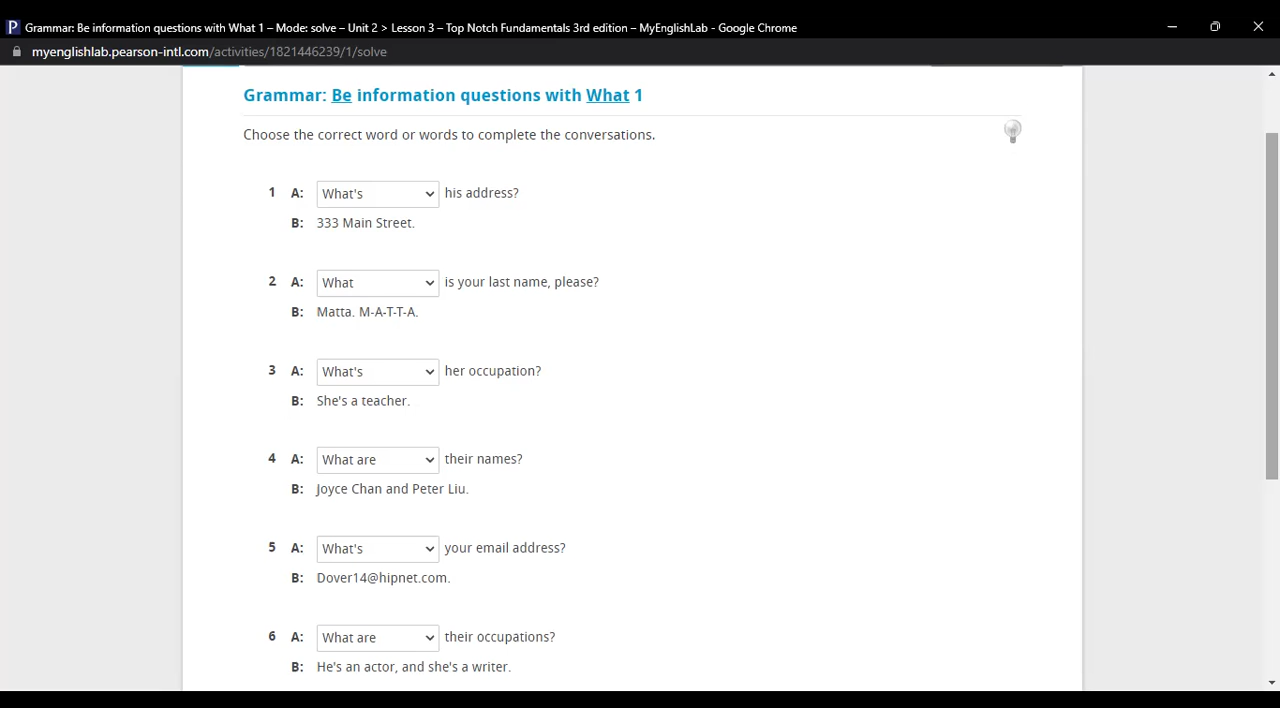 Grammar: Be information questions with What 1 – Mode: solve – Unit 2 > Lesson 3 – Top Notch Fundamentals 3rd edition – MyEnglishLab - Google Chrome
myenglishlab.pearson-intl.com/activities/1821446239/1/solve
Grammar: Be information questions with What 1
Choose the correct word or words to complete the conversations.
1 A: What's his address?
B: 333 Main Street.
2 A: What is your last name, please?
B: Matta. M-A-T-T-A.
3 A: What's her occupation?
B: She's a teacher.
4 A: What are their names?
B: Joyce Chan and Peter Liu.
5 A: What's your email address?
B: Dover14@hipnet.com.
6 A: What are their occupations?
B: He's an actor, and she's a writer.